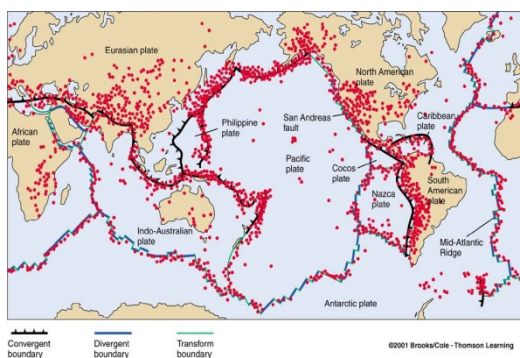 Eurasian plate
North American
plate
African
plate
Philippine
plate
San Andreas
fault
Caribbean
plate
Pacific
plate
Cocos
plate
Nazca
plate
South
American
plate
Indo-Australian
plate
Mid-Atlantic
Ridge
Antarctic plate
Convergent
boundary
Divergent
boundary
Transform
boundary
©2001 Brooks/Cole - Thomson Learning